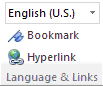 English (U.S.)
Bookmark
Hyperlink
Language & Links